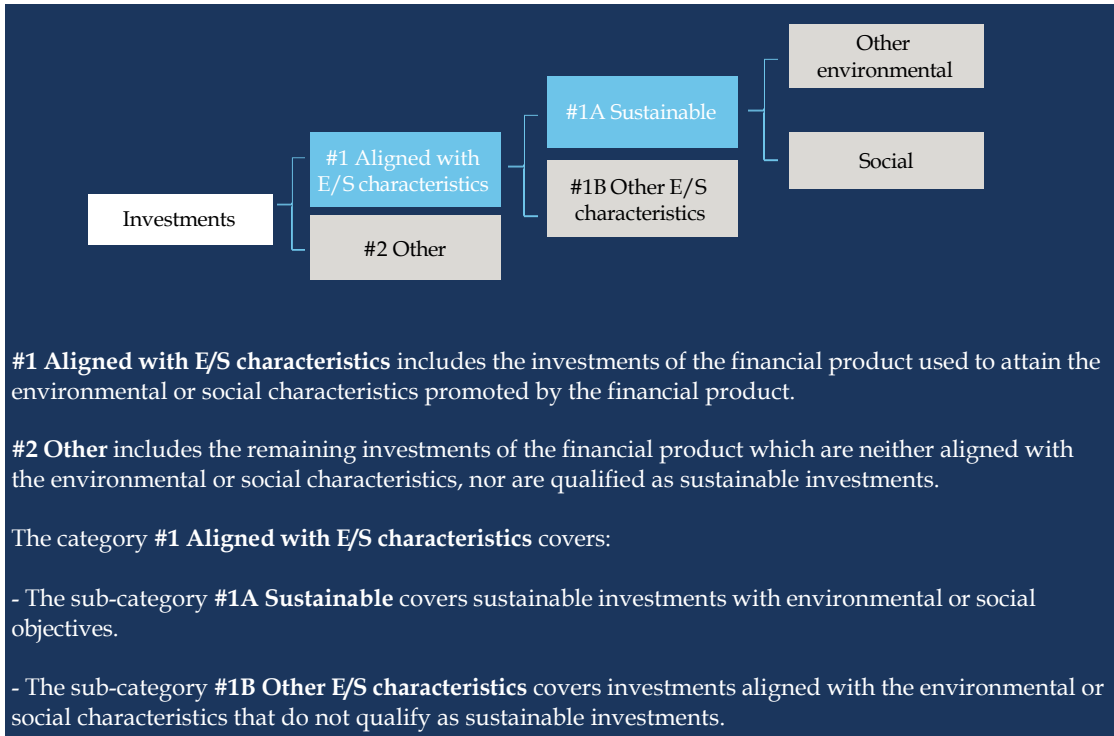 Other
environmental
#1A Sustainable
#1 Aligned with
E/S characteristics
Social
#1B Other E/S
characteristics
Investments
#2 Other
#1 Aligned with E/S characteristics includes the investments of the financial product used to attain the
environmental or social characteristics promoted by the financial product.
#2 Other includes the remaining investments of the financial product which are neither aligned with
the environmental or social characteristics, nor are qualified as sustainable investments.
The category #1 Aligned with E/S characteristics covers:
- The sub-category #1A Sustainable covers sustainable investments with environmental or social
objectives.
- The sub-category #1B Other E/S characteristics covers investments aligned with the environmental or
social characteristics that do not qualify as sustainable investments.